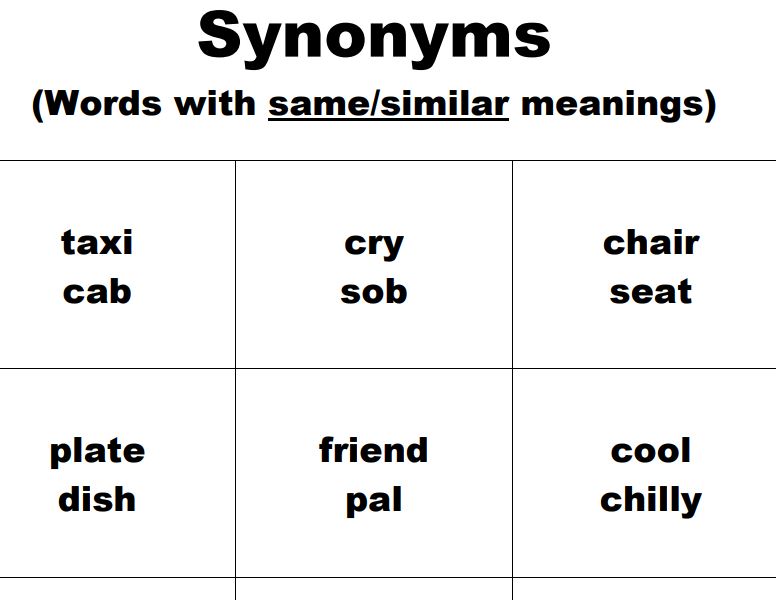 Synonyms
(Words with same/similar meanings)
taxi
cab
cry
sob
chair
seat
plate
dish
friend
pal
cool
chilly